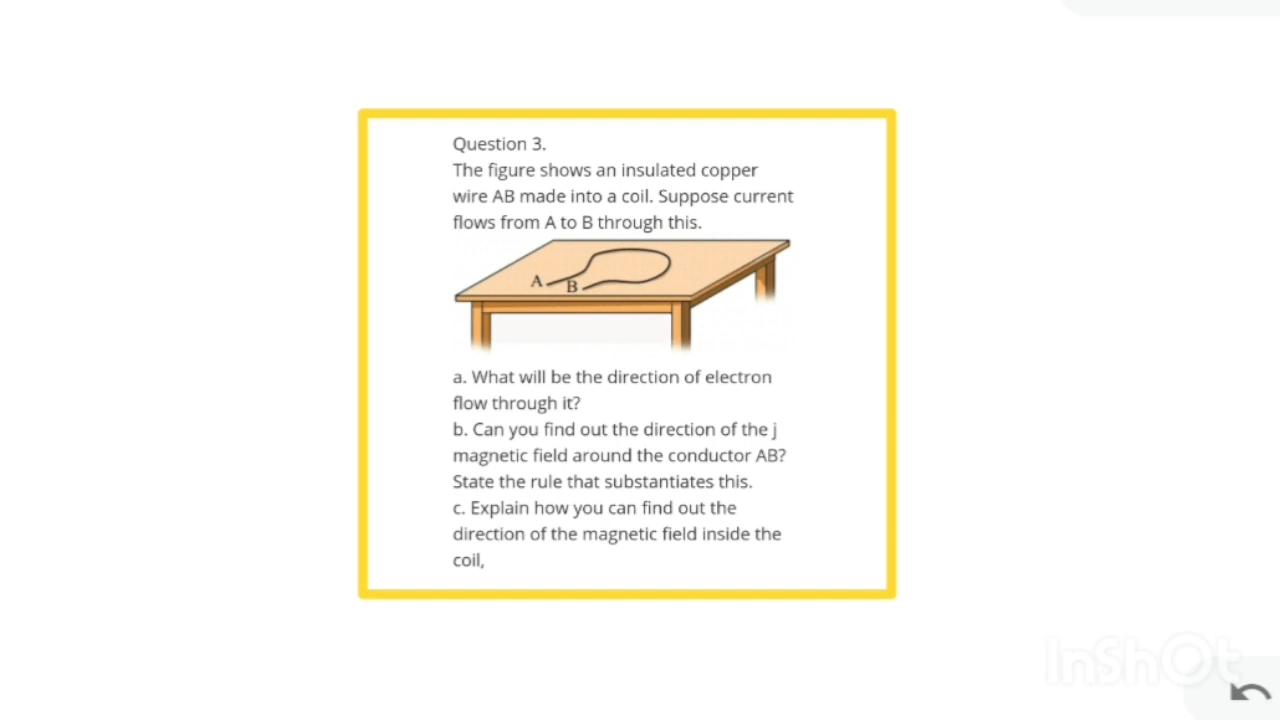 Question 3.
The figure shows an insulated copper
wire AB made into a coil. Suppose current
flows from A to B through this.
A
B
a. What will be the direction of electron
flow through it?
b. Can you find out the direction of the j
magnetic field around the conductor AB?
State the rule that substantiates this.
c. Explain how you can find out the
direction of the magnetic field inside the
coil,
InShOt